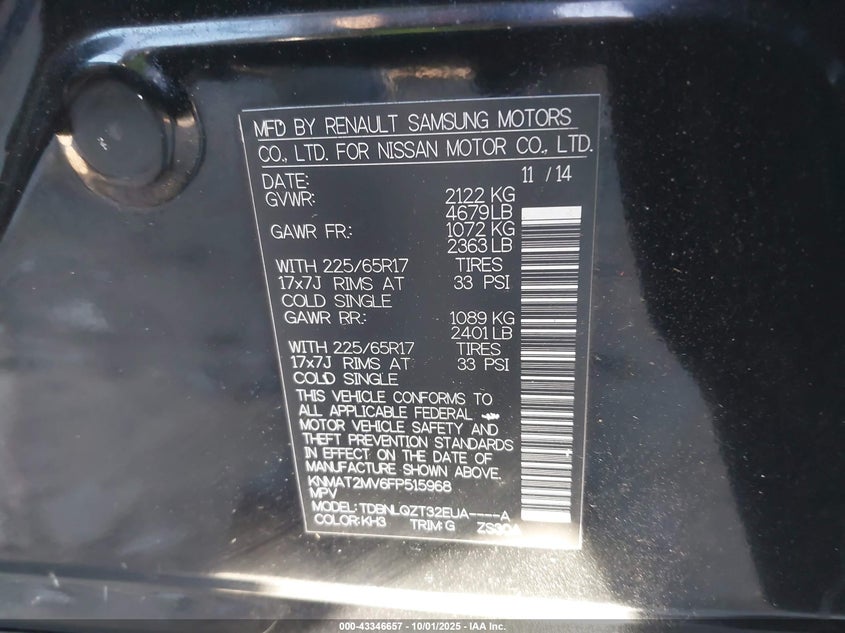 MFD BY RENAULT SAMSUNG MOTORS
CO., LTD. FOR NISSAN MOTOR CO., LTD.
DATE: 11 / 14
GVWR: 2122 KG
4679 LB
GAWR FR.: 1072 KG
2363 LB
WITH 225/65R17 TIRES
17x7J RIMS AT 33 PSI
COLD SINGLE
GAWR RR.: 1089 KG
2401 LB
WITH 225/65R17 TIRES
17x7J RIMS AT 33 PSI
COLD SINGLE
THIS VEHICLE CONFORMS TO
ALL APPLICABLE FEDERAL
MOTOR VEHICLE SAFETY AND
THEFT PREVENTION STANDARDS
IN EFFECT ON THE DATE OF
MANUFACTURE SHOWN ABOVE.
KNMAT2MV6FP515968
MPV
MODEL: TDBNLQZT32EUA----A
COLOR: KH3 TRIM: G
000-43346657 - 10/01/2025 - IAA Inc.